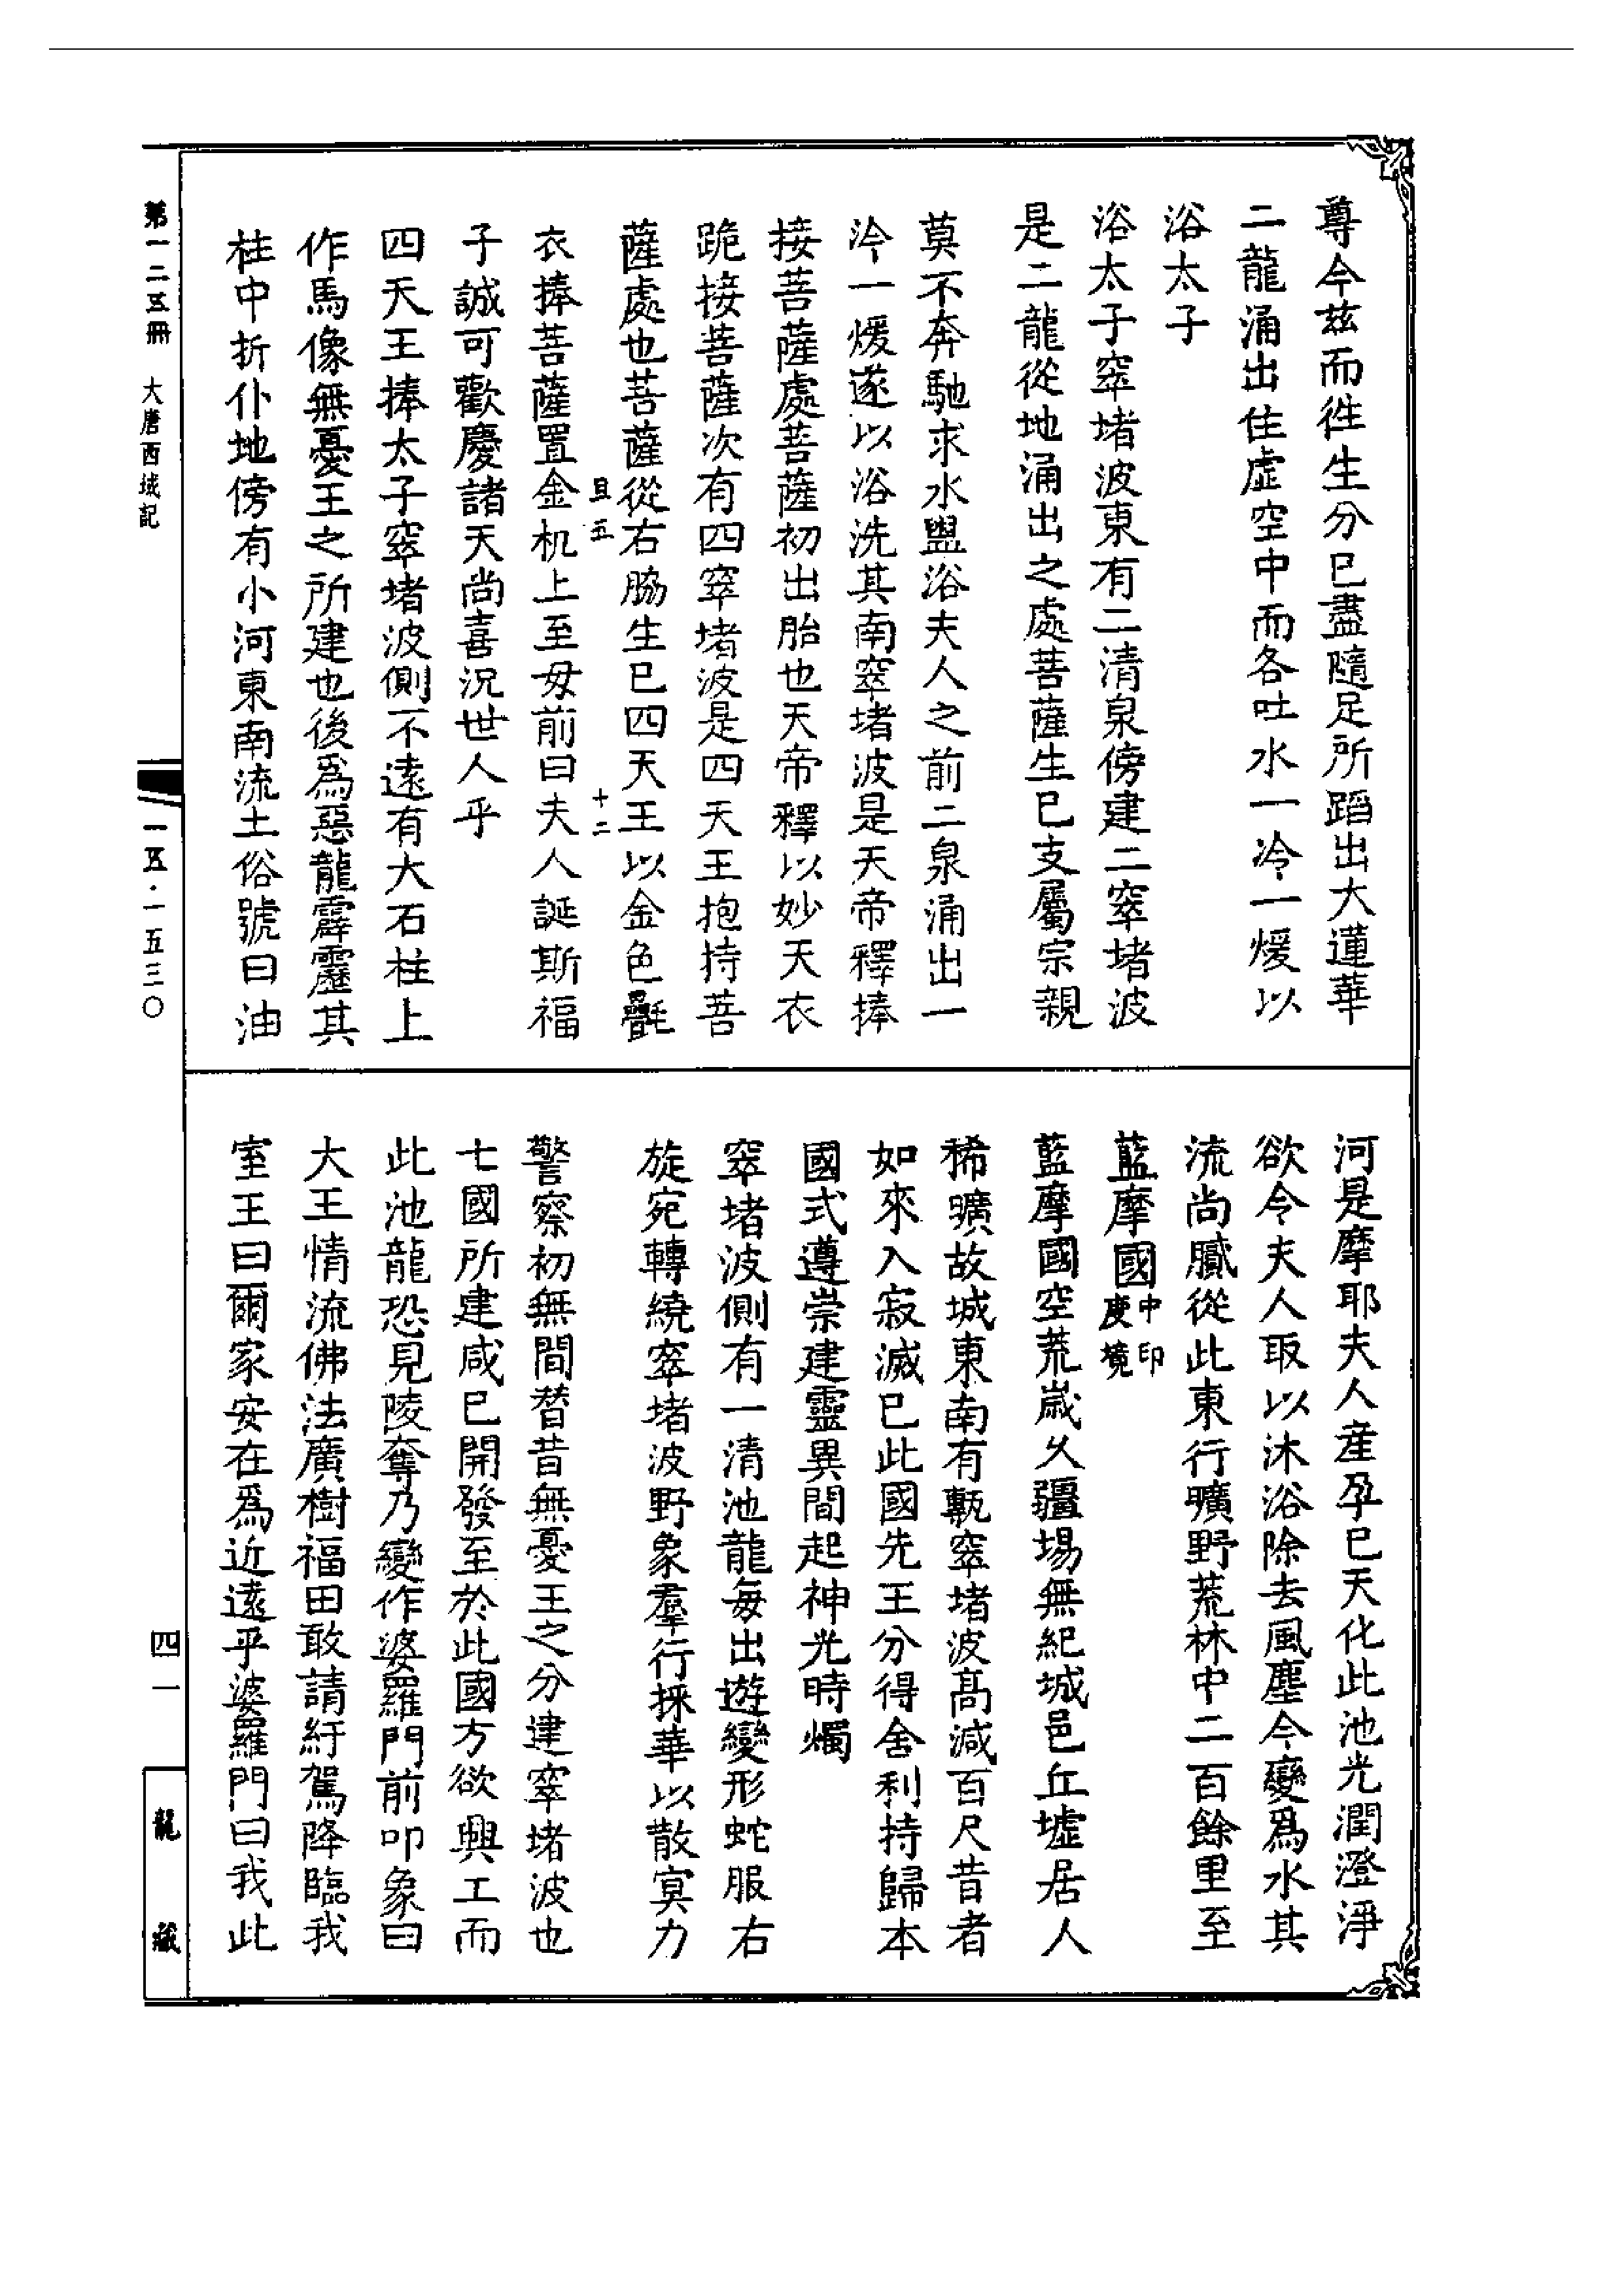 尊今玆而徃生分已盡隨足所蹈出大蓮華
二龍涌出住虛空中而各吐水一冷一煖以
浴太子
浴太子窣堵波東有二清泉傍建二窣堵波
是二龍從地涌出之處菩薩生已支屬宗親
莫不奔馳求水盥浴夫人之前二泉涌出一
冷一煖遂以浴洗其南窣堵波是天帝釋捧
接菩薩處菩薩初出胎也天帝釋以妙天衣
跪接菩薩次有四窣堵波是四天王抱持菩
薩處也菩薩從右脇生已四天王以金色㲲
且五
十二
衣捧菩薩置金机上至母前曰夫人誕斯福
子誠可歡慶諸天尚喜況世人乎
四天王捧太子窣堵波側不遠有大石柱上
作馬像無憂王之所建也後爲惡龍霹靂其
柱中折仆地傍有小河東南流土俗號曰油
河是摩耶夫人產孕已天化此池光潤澄淨
欲令夫人取以沐浴除去風塵今變爲水其
流尚膩從此東行曠野荒林中二百餘里至
藍摩國中印度境
藍摩國空荒歲久疆場無紀城邑丘墟居人
稀曠故城東南有甎窣堵波高減百尺昔者
如來入寂滅已此國先王分得舍利持歸本
國式遵崇建靈異間起神光時燭
窣堵波側有一清池龍每出遊變形蛇服右
旋宛轉繞窣堵波野象羣行採華以散冥力
警察初無間替昔無憂王之分建窣堵波也
七國所建咸已開發至於此國方欲興工而
此池龍恐見陵奪乃變作婆羅門前叩象曰
大王情流佛法廣樹福田敢請紆駕降臨我
室王曰爾家安在爲近遠乎婆羅門曰我此
第一二五冊　大唐西域記
一五·一五三〇
四一
龍藏